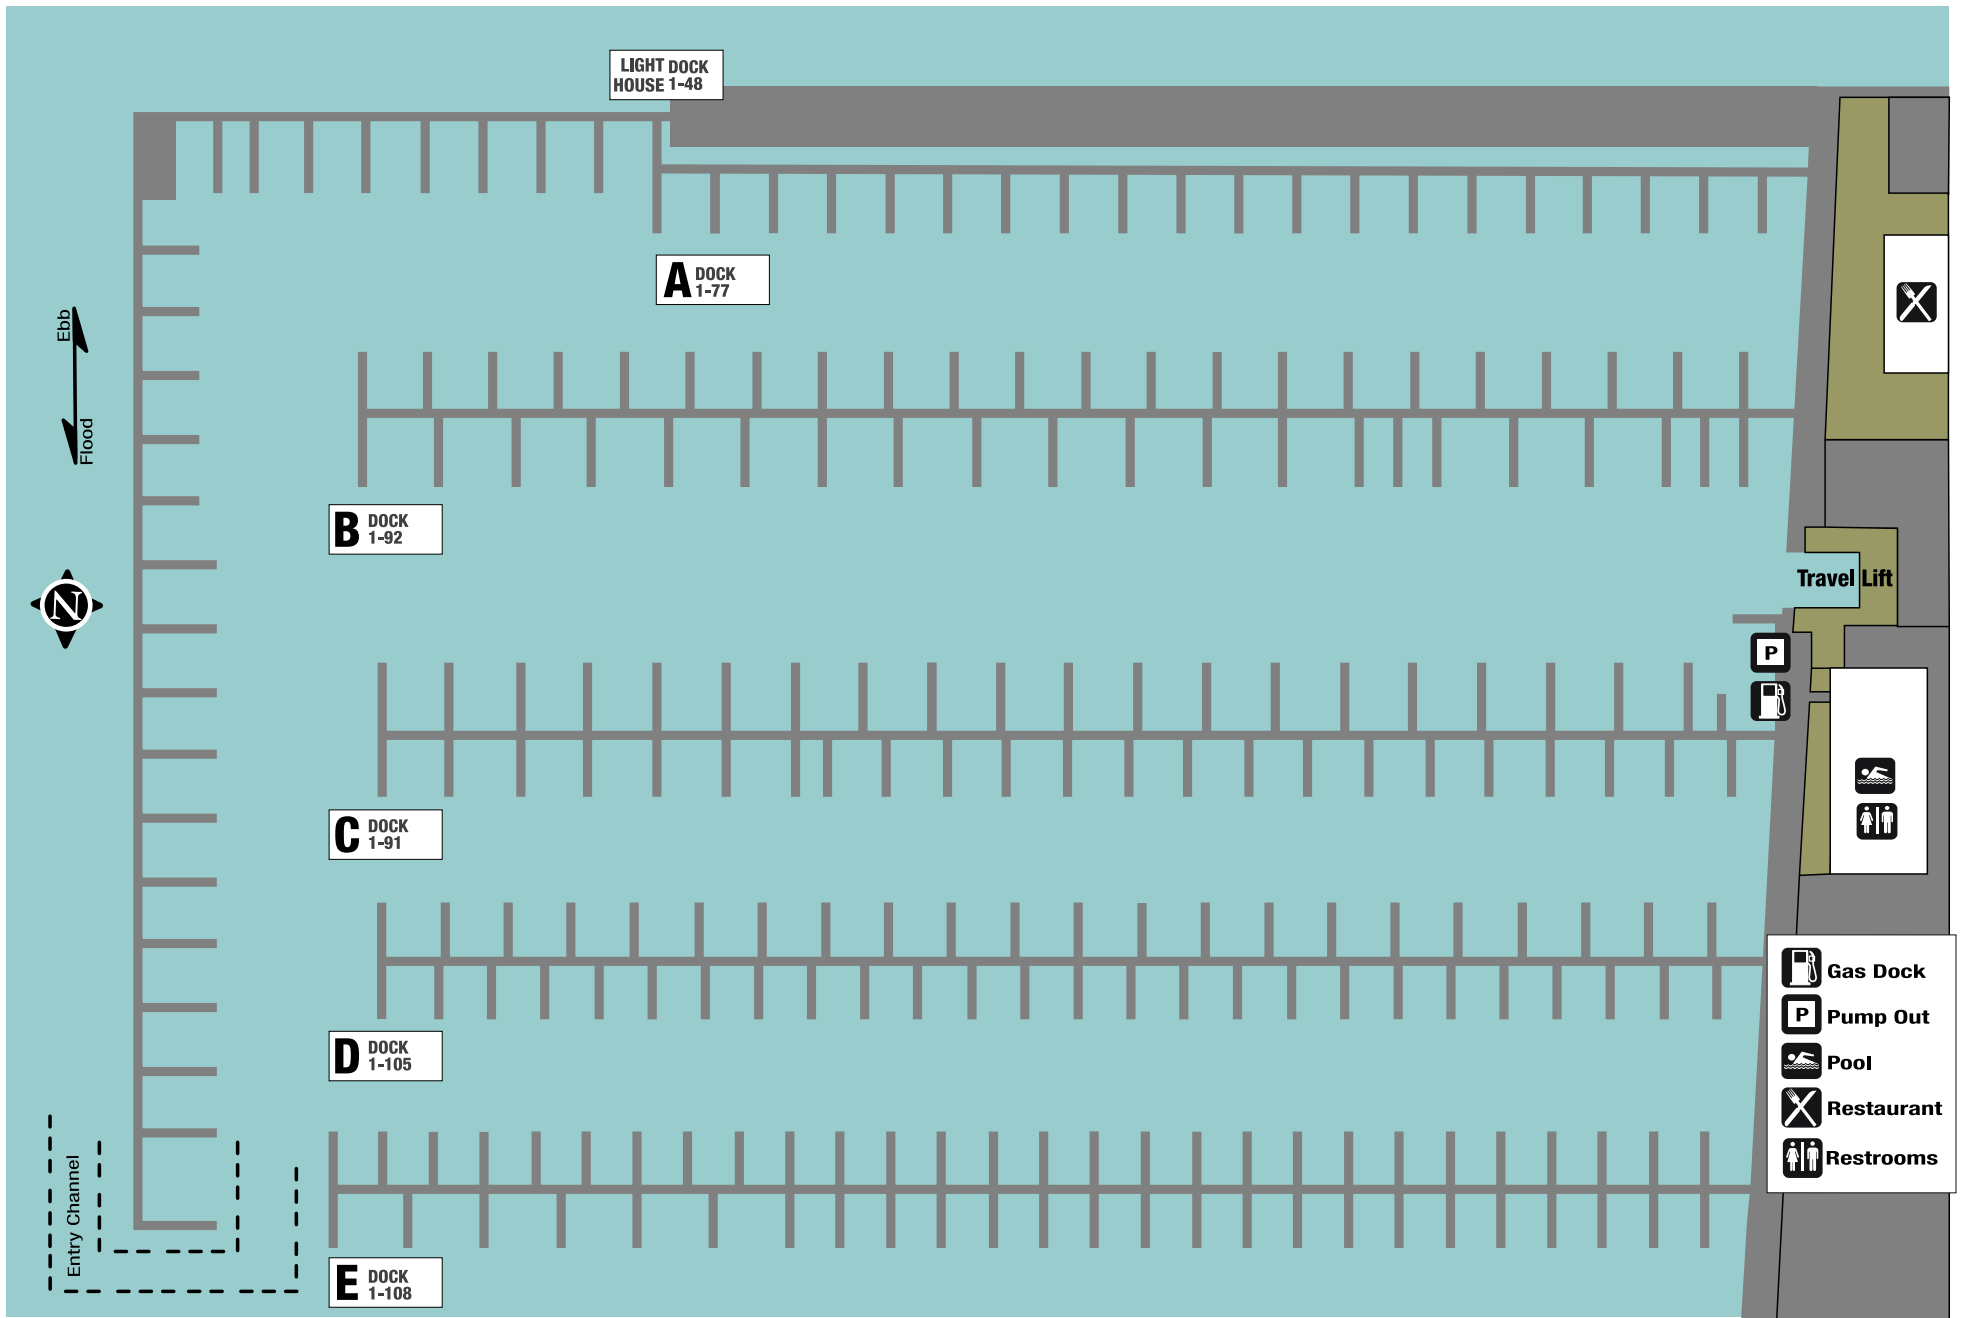 LIGHT DOCK
HOUSE 1-48
A DOCK
1-77
Ebb
Flood
B DOCK
1-92
N
Travel Lift
P
C DOCK
1-91
D DOCK
1-105
Gas Dock
P Pump Out
Pool
Restaurant
Restrooms
Entry Channel
E DOCK
1-108